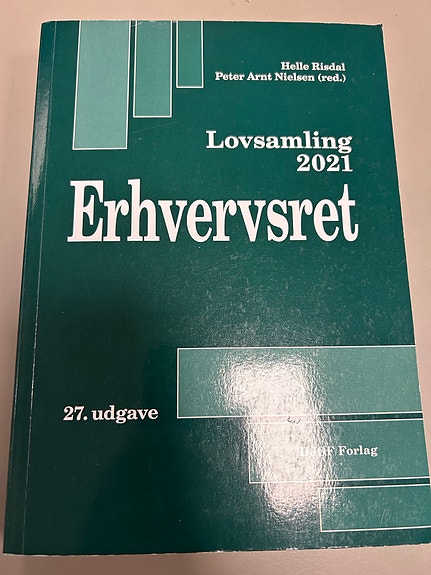 Helle Risdal
Peter Arnt Nielsen (red.)
Lovsamling
2021
Erhvervsret
27. udgave
Forlag